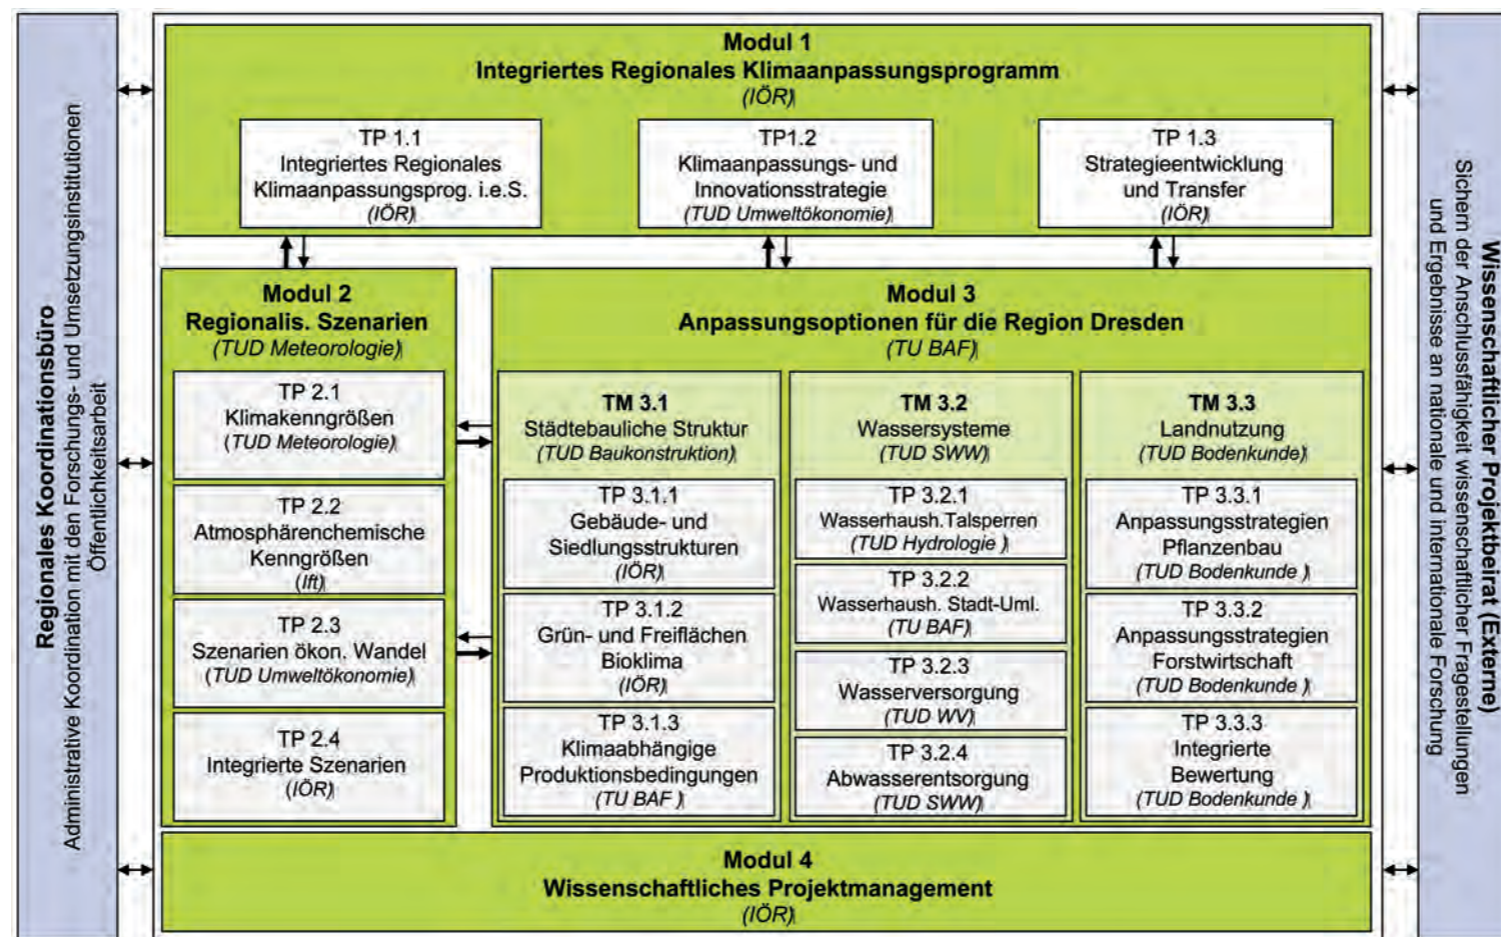 Regionales Koordinationsbüro
Administrative Koordination mit den Forschungs- und Umsetzungsinstitutionen
Öffentlichkeitsarbeit
Modul 1
Integriertes Regionales Klimaanpassungsprogramm
(IÖR)
TP 1.1
Integriertes Regionales
Klimaanpassungsprog. i.e.S.
(IÖR)
TP1.2
Klimaanpassungs- und
Innovationsstrategie
(TUD Umweltökonomie)
TP 1.3
Strategieentwicklung
und Transfer
(IÖR)
Modul 2
Regionalis. Szenarien
(TUD Meteorologie)
TP 2.1
Klimakenngrößen
(TUD Meteorologie)
TP 2.2
Atmosphärenchemische
Kenngrößen
(Ift)
TP 2.3
Szenarien ökon. Wandel
(TUD Umweltökonomie)
TP 2.4
Integrierte Szenarien
(IÖR)
Modul 3
Anpassungsoptionen für die Region Dresden
(TU BAF)
TM 3.1
Städtebauliche Struktur
(TUD Baukonstruktion)
TP 3.1.1
Gebäude- und
Siedlungsstrukturen
(IÖR)
TP 3.1.2
Grün- und Freiflächen
Bioklima
(IÖR)
TP 3.1.3
Klimaabhängige
Produktionsbedingungen
(TU BAF )
TM 3.2
Wassersysteme
(TUD SWW)
TP 3.2.1
Wasserhaush.Talsperren
(TUD Hydrologie )
TP 3.2.2
Wasserhaush. Stadt-Uml.
(TU BAF)
TP 3.2.3
Wasserversorgung
(TUD WV)
TP 3.2.4
Abwasserentsorgung
(TUD SWW)
TM 3.3
Landnutzung
(TUD Bodenkunde)
TP 3.3.1
Anpassungsstrategien
Pflanzenbau
(TUD Bodenkunde )
TP 3.3.2
Anpassungsstrategien
Forstwirtschaft
(TUD Bodenkunde )
TP 3.3.3
Integrierte
Bewertung
(TUD Bodenkunde )
Modul 4
Wissenschaftliches Projektmanagement
(IÖR)
Wissenschaftlicher Projektbeirat (Externe)
Sichern der Anschlussfähigkeit wissenschaftlicher Fragestellungen
und Ergebnisse an nationale und internationale Forschung